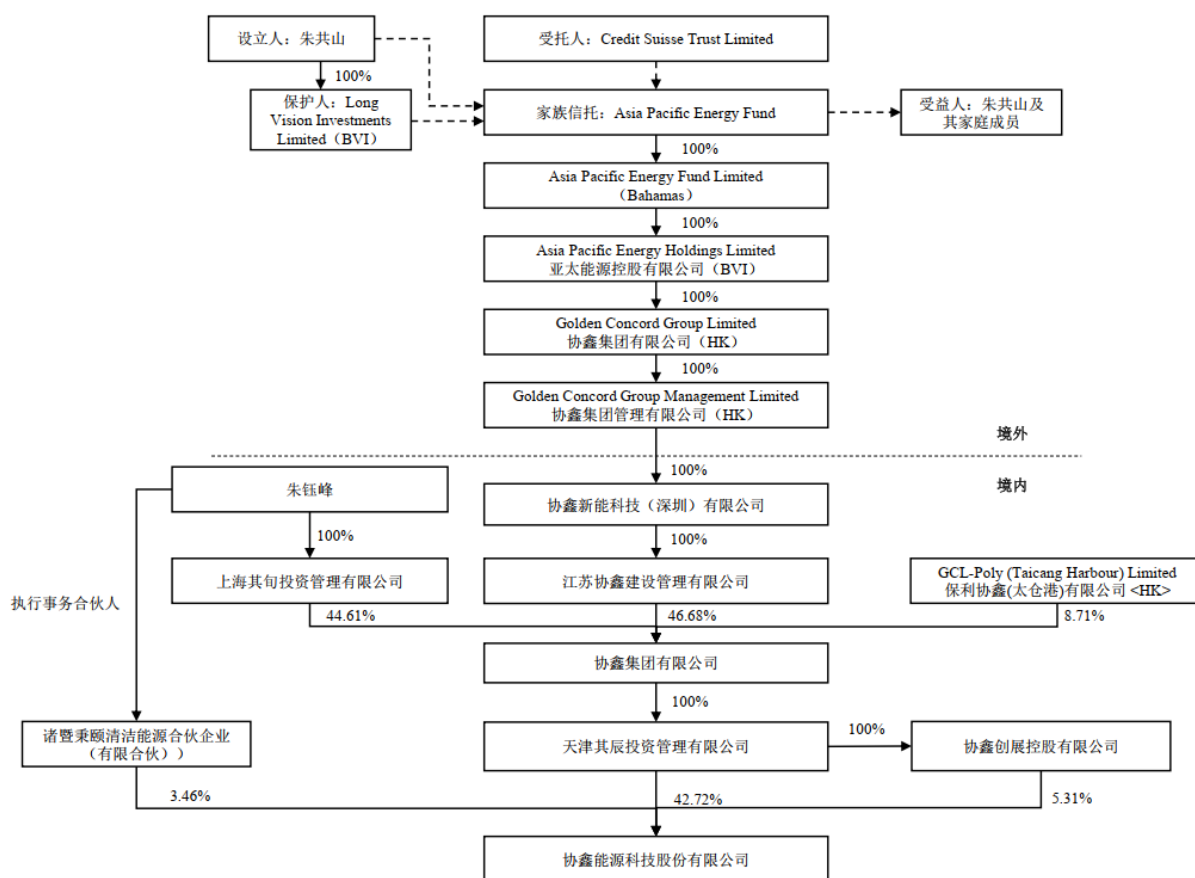 设立人：朱共山
受托人：Credit Suisse Trust Limited
100%
保护人：Long
Vision Investments
Limited（BVI）
家族信托：Asia Pacific Energy Fund
受益人：朱共山及
其家庭成员
100%
Asia Pacific Energy Fund Limited
（Bahamas）
100%
Asia Pacific Energy Holdings Limited
亚太能源控股有限公司（BVI）
100%
Golden Concord Group Limited
协鑫集团有限公司（HK）
100%
Golden Concord Group Management Limited
协鑫集团管理有限公司（HK）
境外
100%
境内
朱钰峰
协鑫新能科技（深圳）有限公司
100%
100%
上海其旬投资管理有限公司
江苏协鑫建设管理有限公司
GCL-Poly (Taicang Harbour) Limited
保利协鑫(太仓港)有限公司 <HK>
执行事务合伙人
44.61%
46.68%
8.71%
协鑫集团有限公司
100%
诸暨秉颐清洁能源合伙企业
（有限合伙））
天津其辰投资管理有限公司
100%
协鑫创展控股有限公司
3.46%
42.72%
5.31%
协鑫能源科技股份有限公司